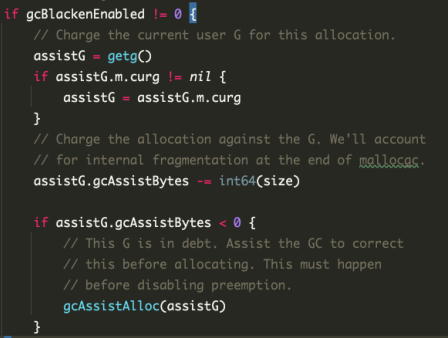 if gcBlackenEnabled != 0 {
// Charge the current user G for this allocation.
assistG = getg()
if assistG.m.curg != nil {
assistG = assistG.m.curg
}
// Charge the allocation against the G. We'll account
// for internal fragmentation at the end of mallocgc.
assistG.gcAssistBytes -= int64(size)
if assistG.gcAssistBytes < 0 {
// This G is in debt. Assist the GC to correct
// this before allocating. This must happen
// before disabling preemption.
gcAssistAlloc(assistG)
}